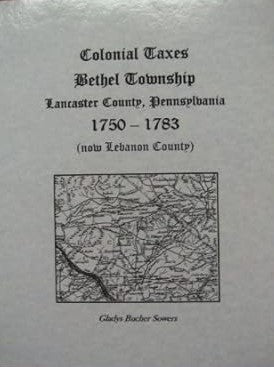 Colonial Taxes
Bethel Township
Lancaster County, Pennsylvania
1750 – 1783
(now Lebanon County)
Gladys Bucher Sowers